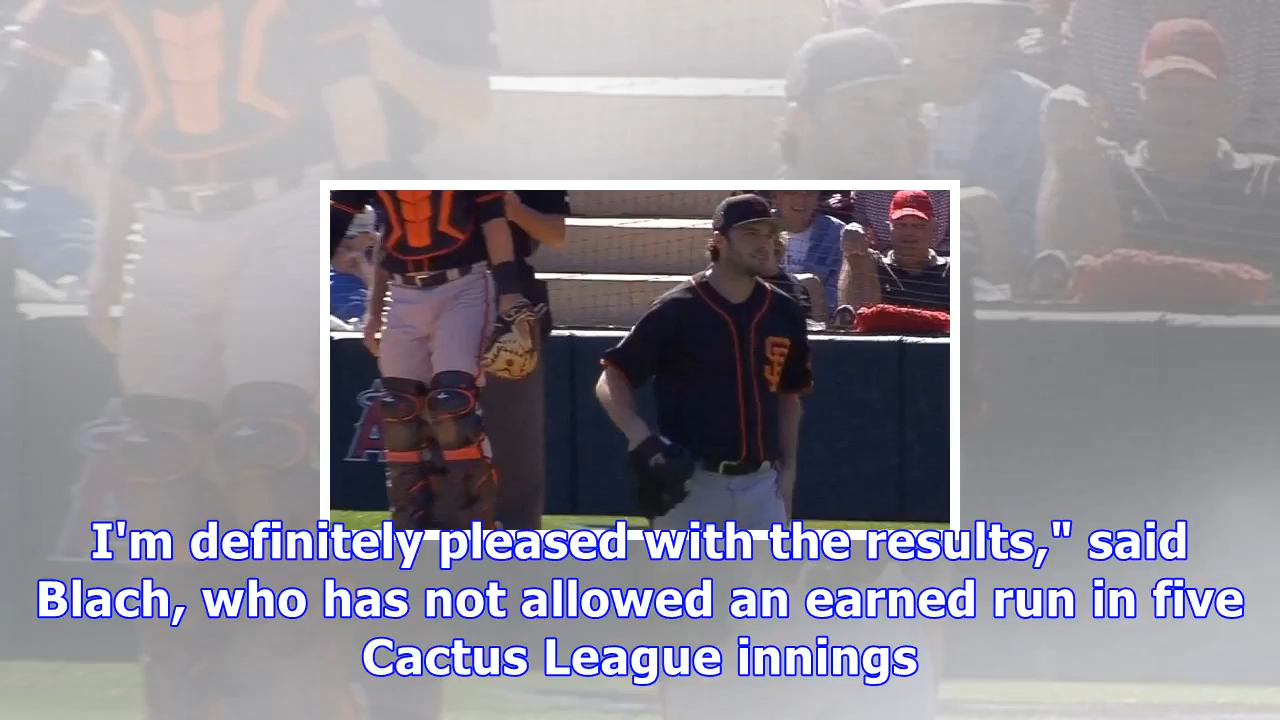 I'm definitely pleased with the results," said
Blach, who has not allowed an earned run in five
Cactus League innings
SF
A